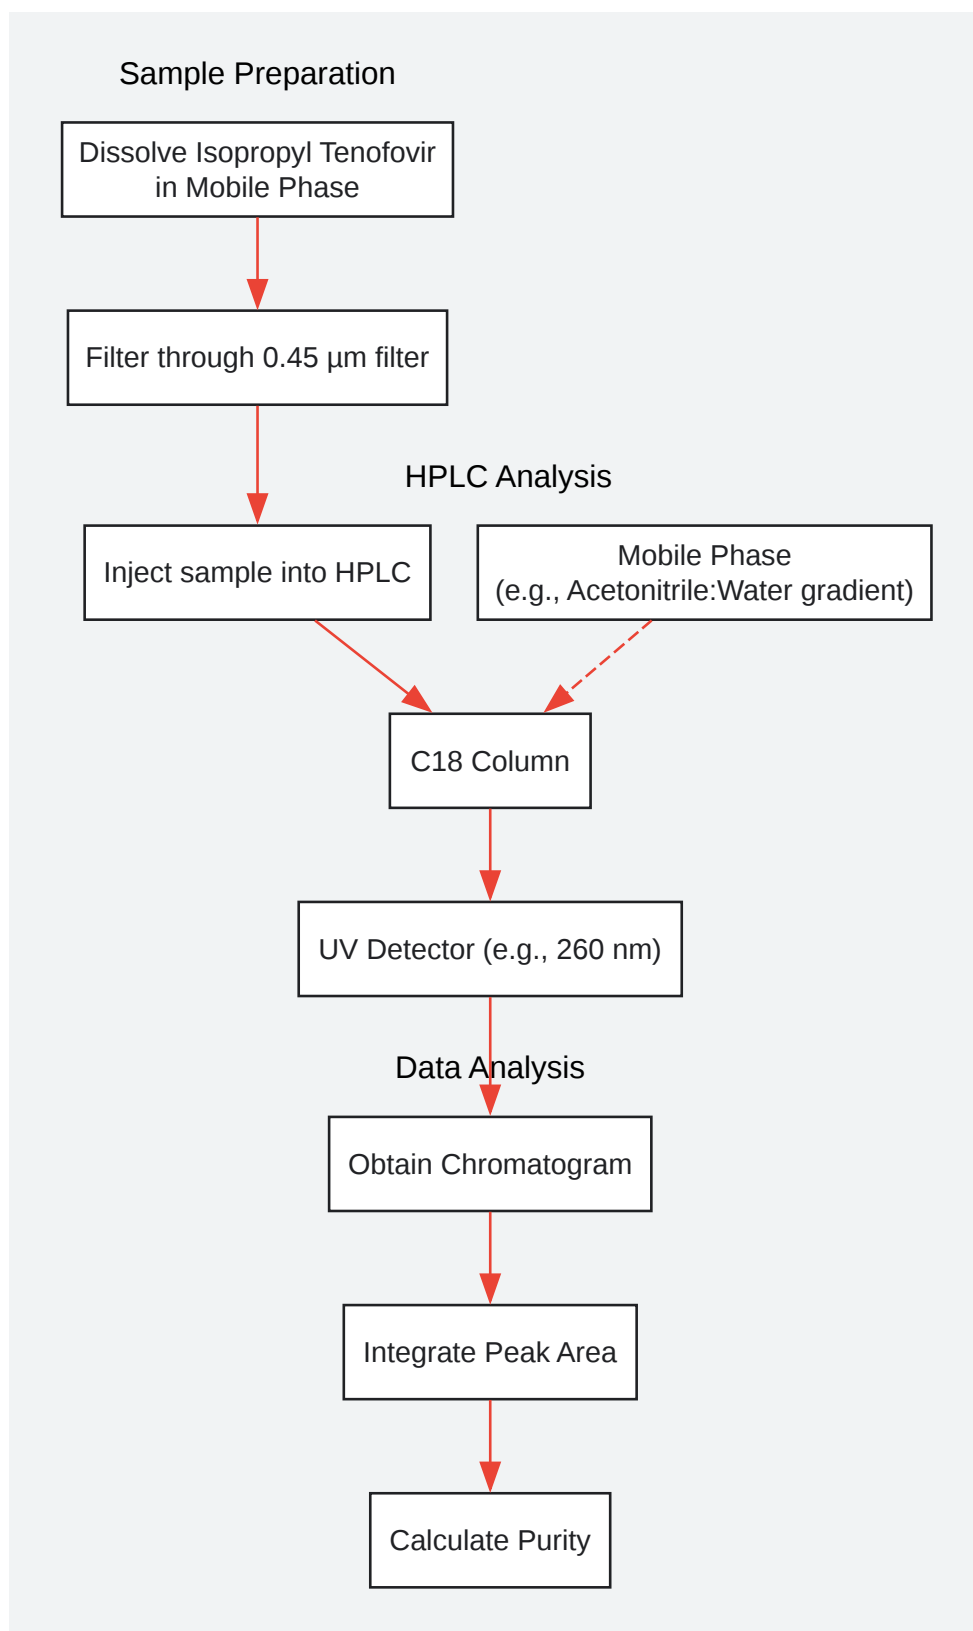 Sample Preparation
Dissolve Isopropyl Tenofovir
in Mobile Phase
Filter through 0.45 µm filter
HPLC Analysis
Inject sample into HPLC
Mobile Phase
(e.g., Acetonitrile:Water gradient)
C18 Column
UV Detector (e.g., 260 nm)
Data Analysis
Obtain Chromatogram
Integrate Peak Area
Calculate Purity